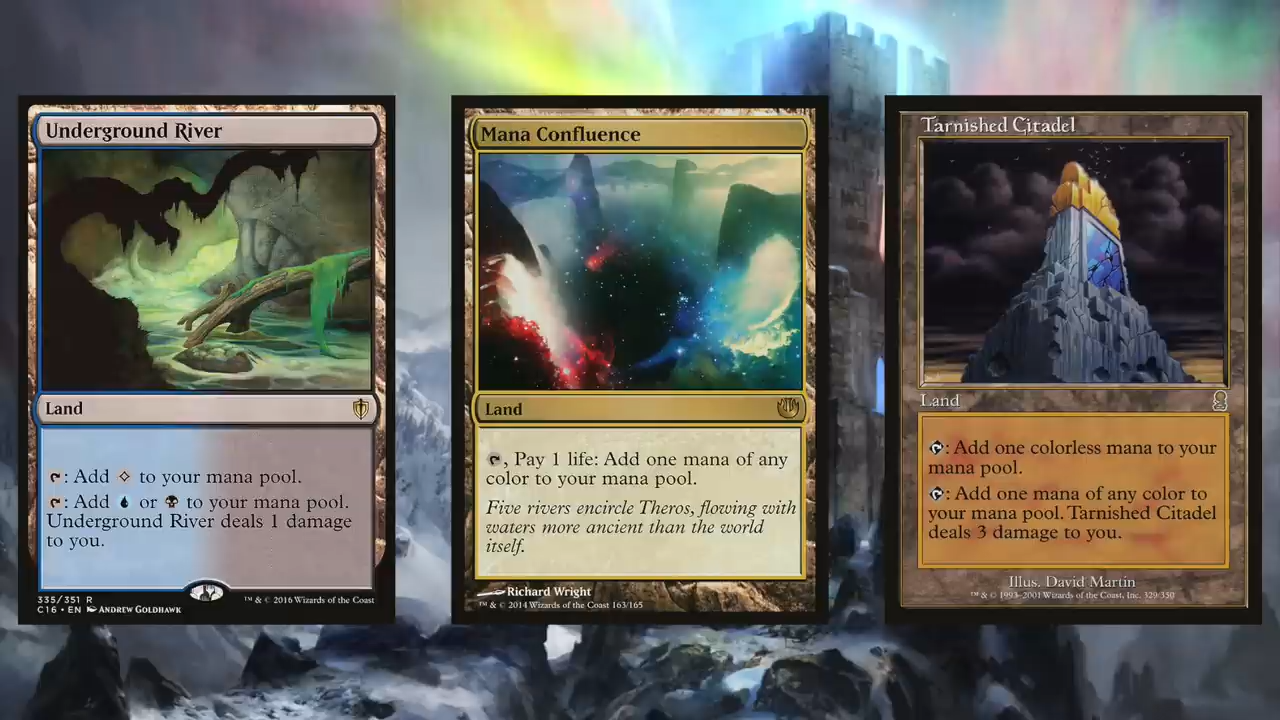 Underground River
Land
: Add to your mana pool.
: Add or to your mana pool.
Underground River deals 1 damage
to you.
335/351 R
C16 • EN ANDREW GOLDHAWK
™ & © 2016 Wizards of the Coast
Mana Confluence
Land
, Pay 1 life: Add one mana of any
color to your mana pool.
Five rivers encircle Theros, flowing with
waters more ancient than the world
itself.
Richard Wright
™ & © 2014 Wizards of the Coast 163/165
Tarnished Citadel
Land
: Add one colorless mana to your
mana pool.
: Add one mana of any color to
your mana pool. Tarnished Citadel
deals 3 damage to you.
Illus. David Martin
™ & © 1993-2001 Wizards of the Coast, Inc. 329/350